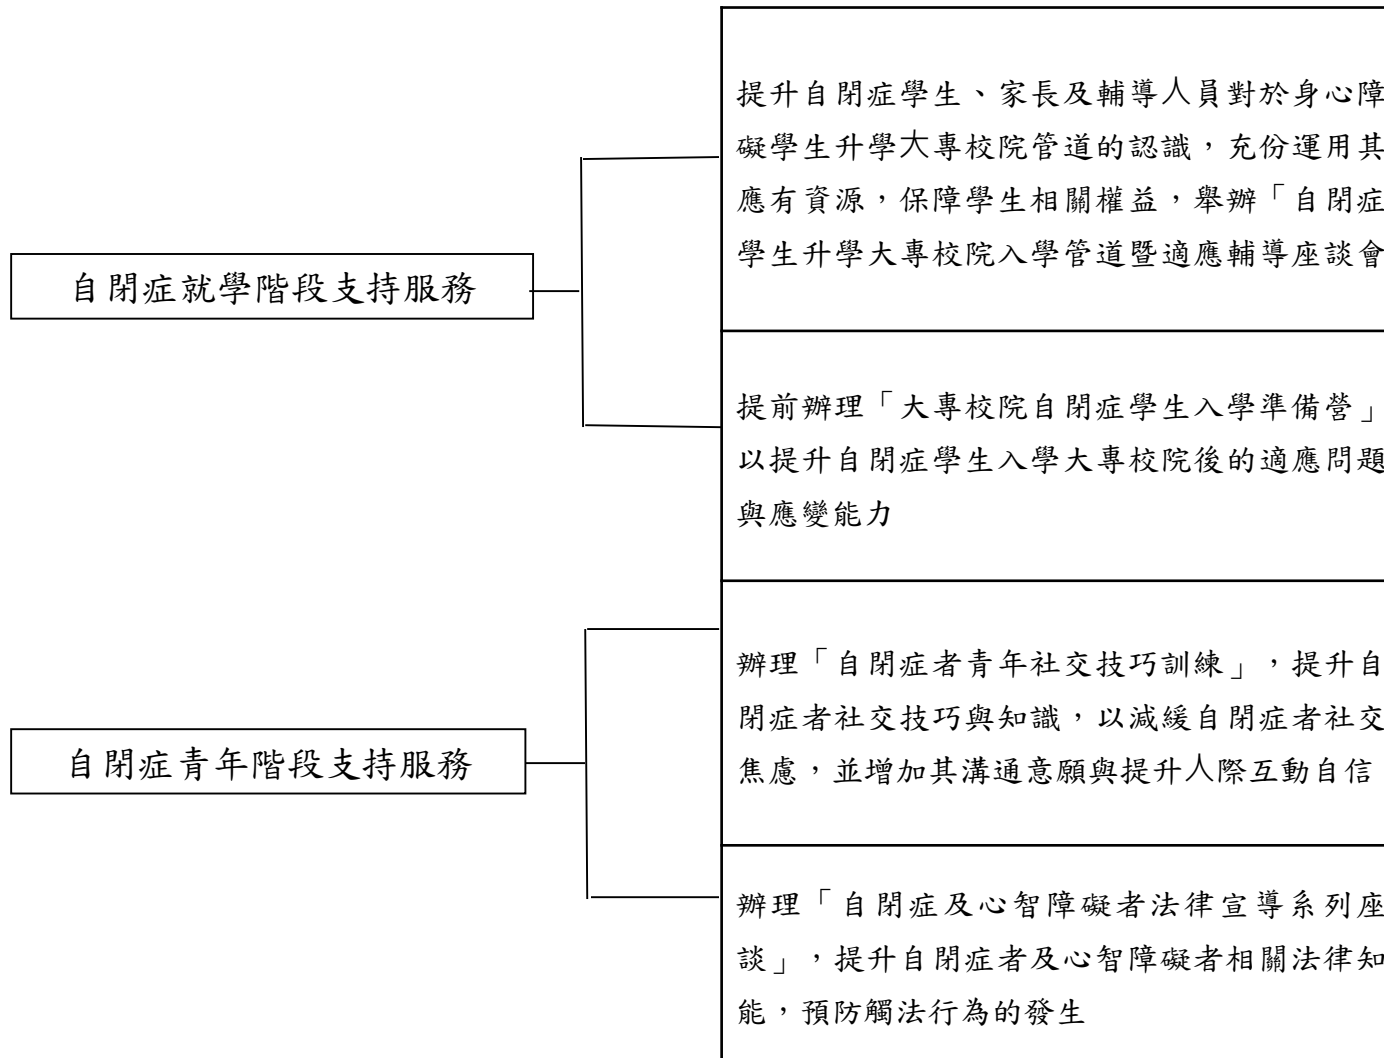 自閉症就學階段支持服務
提升自閉症學生、家長及輔導人員對於身心障
礙學生升學大專校院管道的認識，充份運用其
應有資源，保障學生相關權益，舉辦「自閉症
學生升學大專校院入學管道暨適應輔導座談會
提前辦理「大專校院自閉症學生入學準備營」
以提升自閉症學生入學大專校院後的適應問題
與應變能力
自閉症青年階段支持服務
辦理「自閉症者青年社交技巧訓練」，提升自
閉症者社交技巧與知識，以減緩自閉症者社交
焦慮，並增加其溝通意願與提升人際互動自信
辦理「自閉症及心智障礙者法律宣導系列座
談」，提升自閉症者及心智障礙者相關法律知
能，預防觸法行為的發生